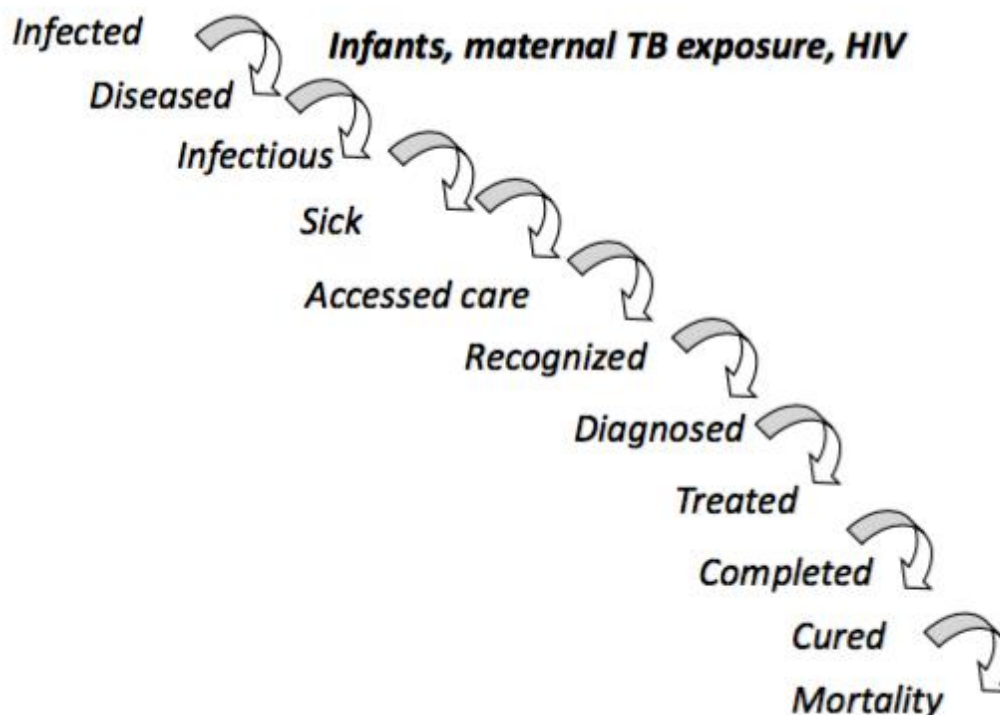 Infected
Infants, maternal TB exposure, HIV
Diseased
Infectious
Sick
Accessed care
Recognized
Diagnosed
Treated
Completed
Cured
Mortality